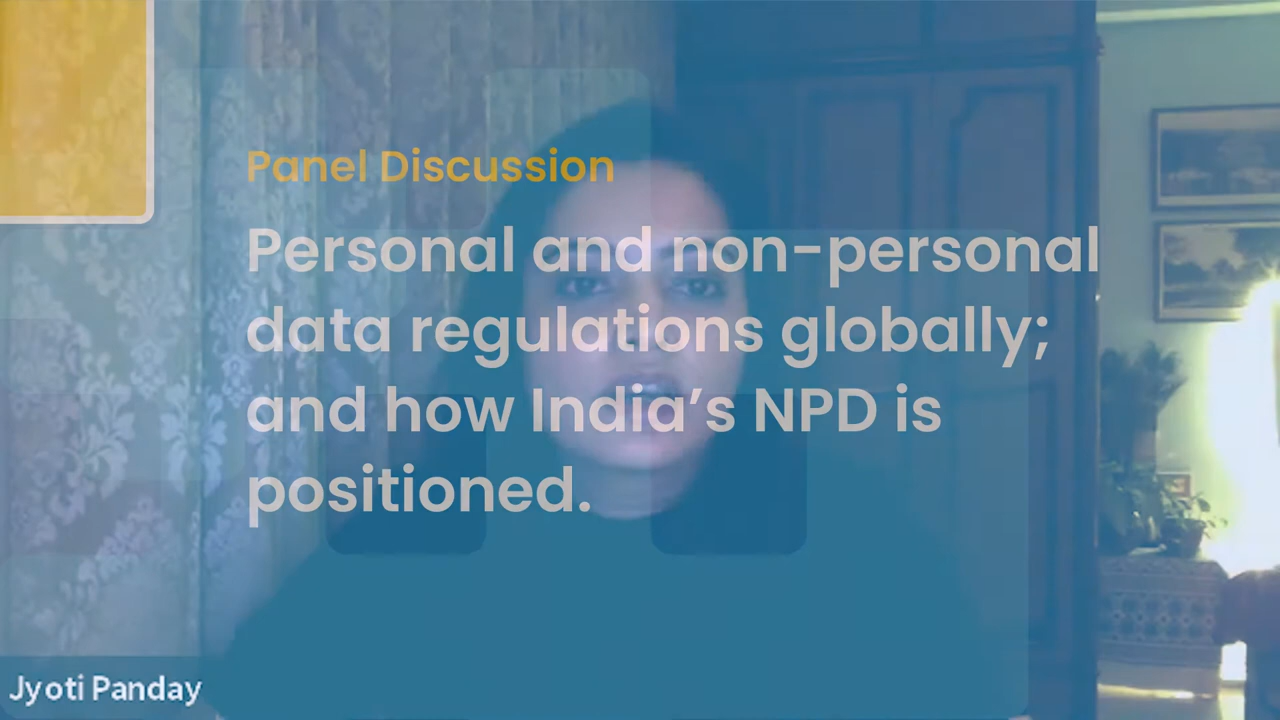 Panel Discussion
Personal and non-personal
data regulations globally;
and how India’s NPD is
positioned.
Jyoti Panday